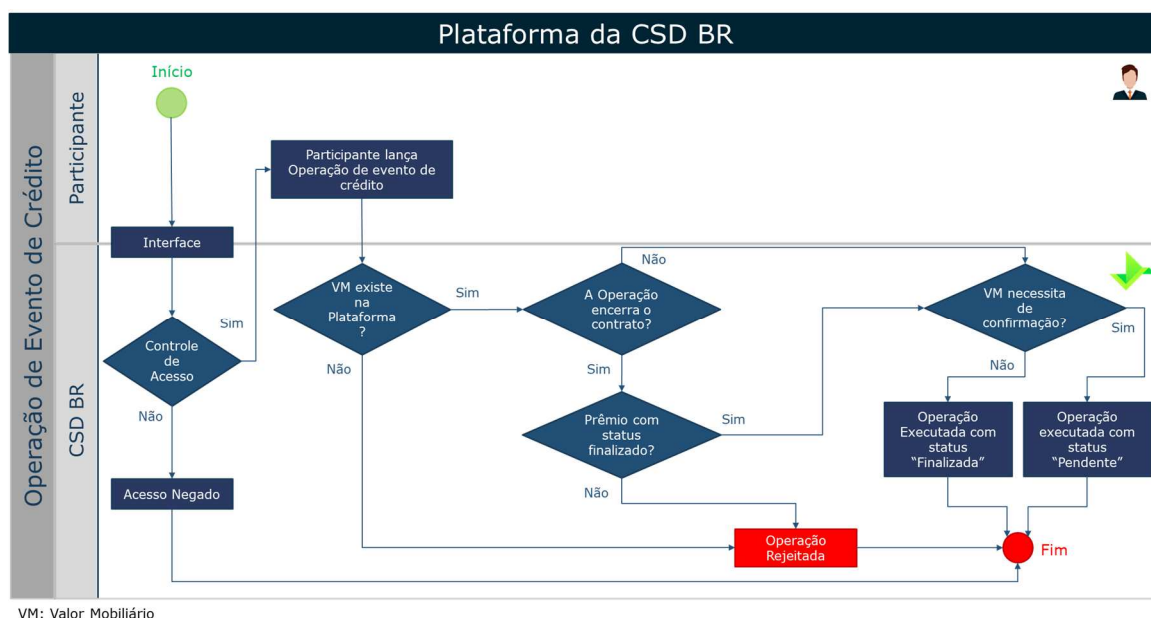 Plataforma da CSD BR
Operação de Evento de Crédito
Participante
CSD BR
Início
Participante lança
Operação de evento de
crédito
Interface
Controle
de
Acesso
Sim
Não
Acesso Negado
VM existe
na
Plataforma
?
Sim
Não
A Operação
encerra o
contrato?
Não
Sim
Prêmio com
status
finalizado?
Sim
Não
Operação
Rejeitada
VM necessita
de
confirmação?
Sim
Não
Operação
Executada com
status
“Finalizada”
Operação
executada com
status
“Pendente”
Fim
VM: Valor Mobiliário